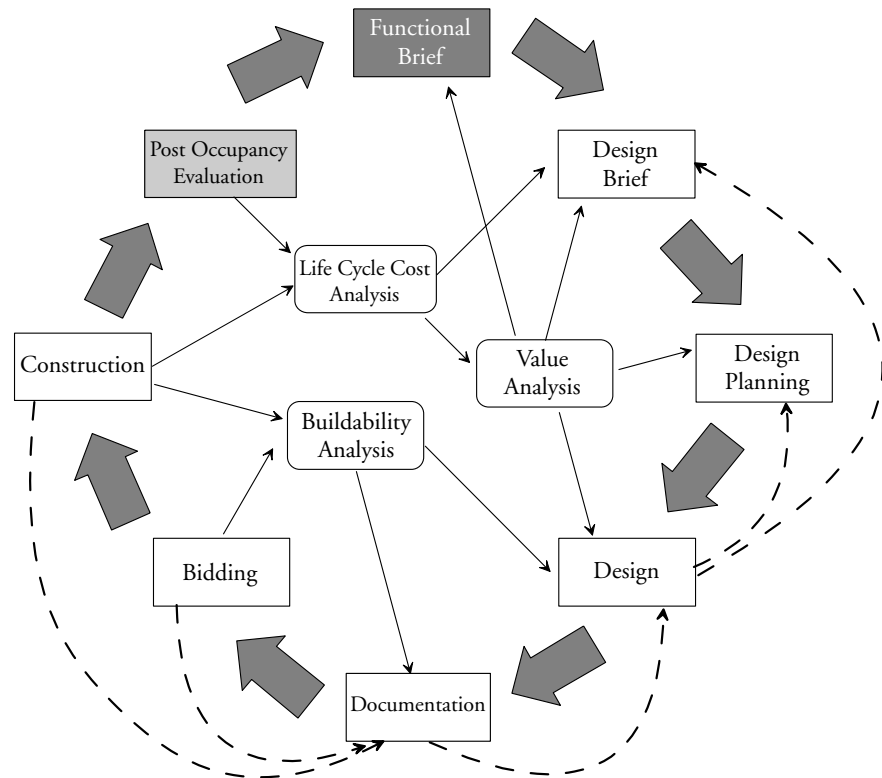 Functional
Brief
Post Occupancy
Evaluation
Design
Brief
Life Cycle Cost
Analysis
Construction
Value
Analysis
Design
Planning
Buildability
Analysis
Bidding
Design
Documentation